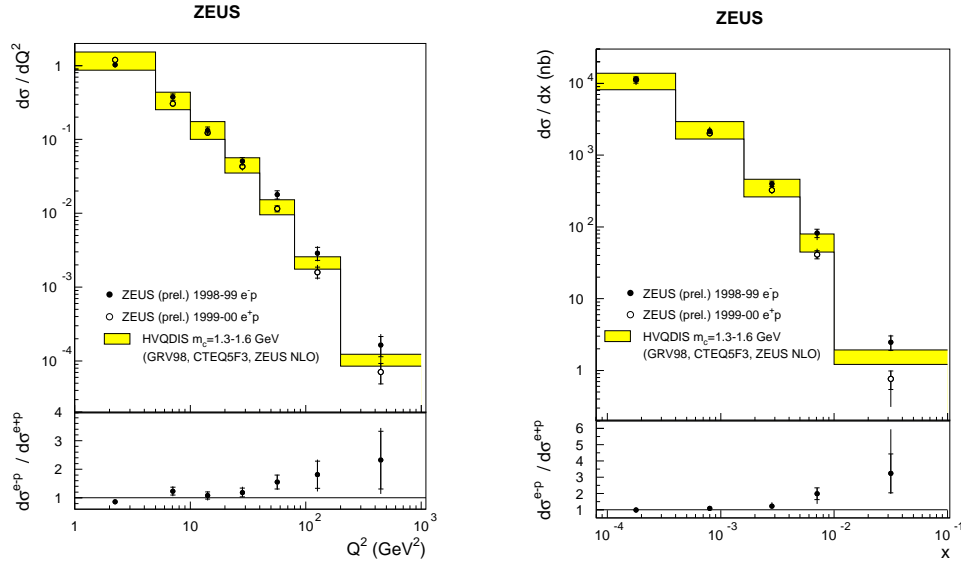 ZEUS
dσ / dQ²
1
10⁻¹
10⁻²
10⁻³
10⁻⁴
ZEUS (prel.) 1998-99 e⁻p
ZEUS (prel.) 1999-00 e⁺p
HVQDIS m_c=1.3-1.6 GeV
(GRV98, CTEQ5F3, ZEUS NLO)
dσ^e-p / dσ^e+p
4
3
2
1
1 10 10² 10³
Q² (GeV²)
ZEUS
dσ / dx (nb)
10⁴
10³
10²
10
1
ZEUS (prel.) 1998-99 e⁻p
ZEUS (prel.) 1999-00 e⁺p
HVQDIS m_c=1.3-1.6 GeV
(GRV98, CTEQ5F3, ZEUS NLO)
dσ^e-p / dσ^e+p
6
5
4
3
2
1
10⁻⁴ 10⁻³ 10⁻² 10⁻¹
x